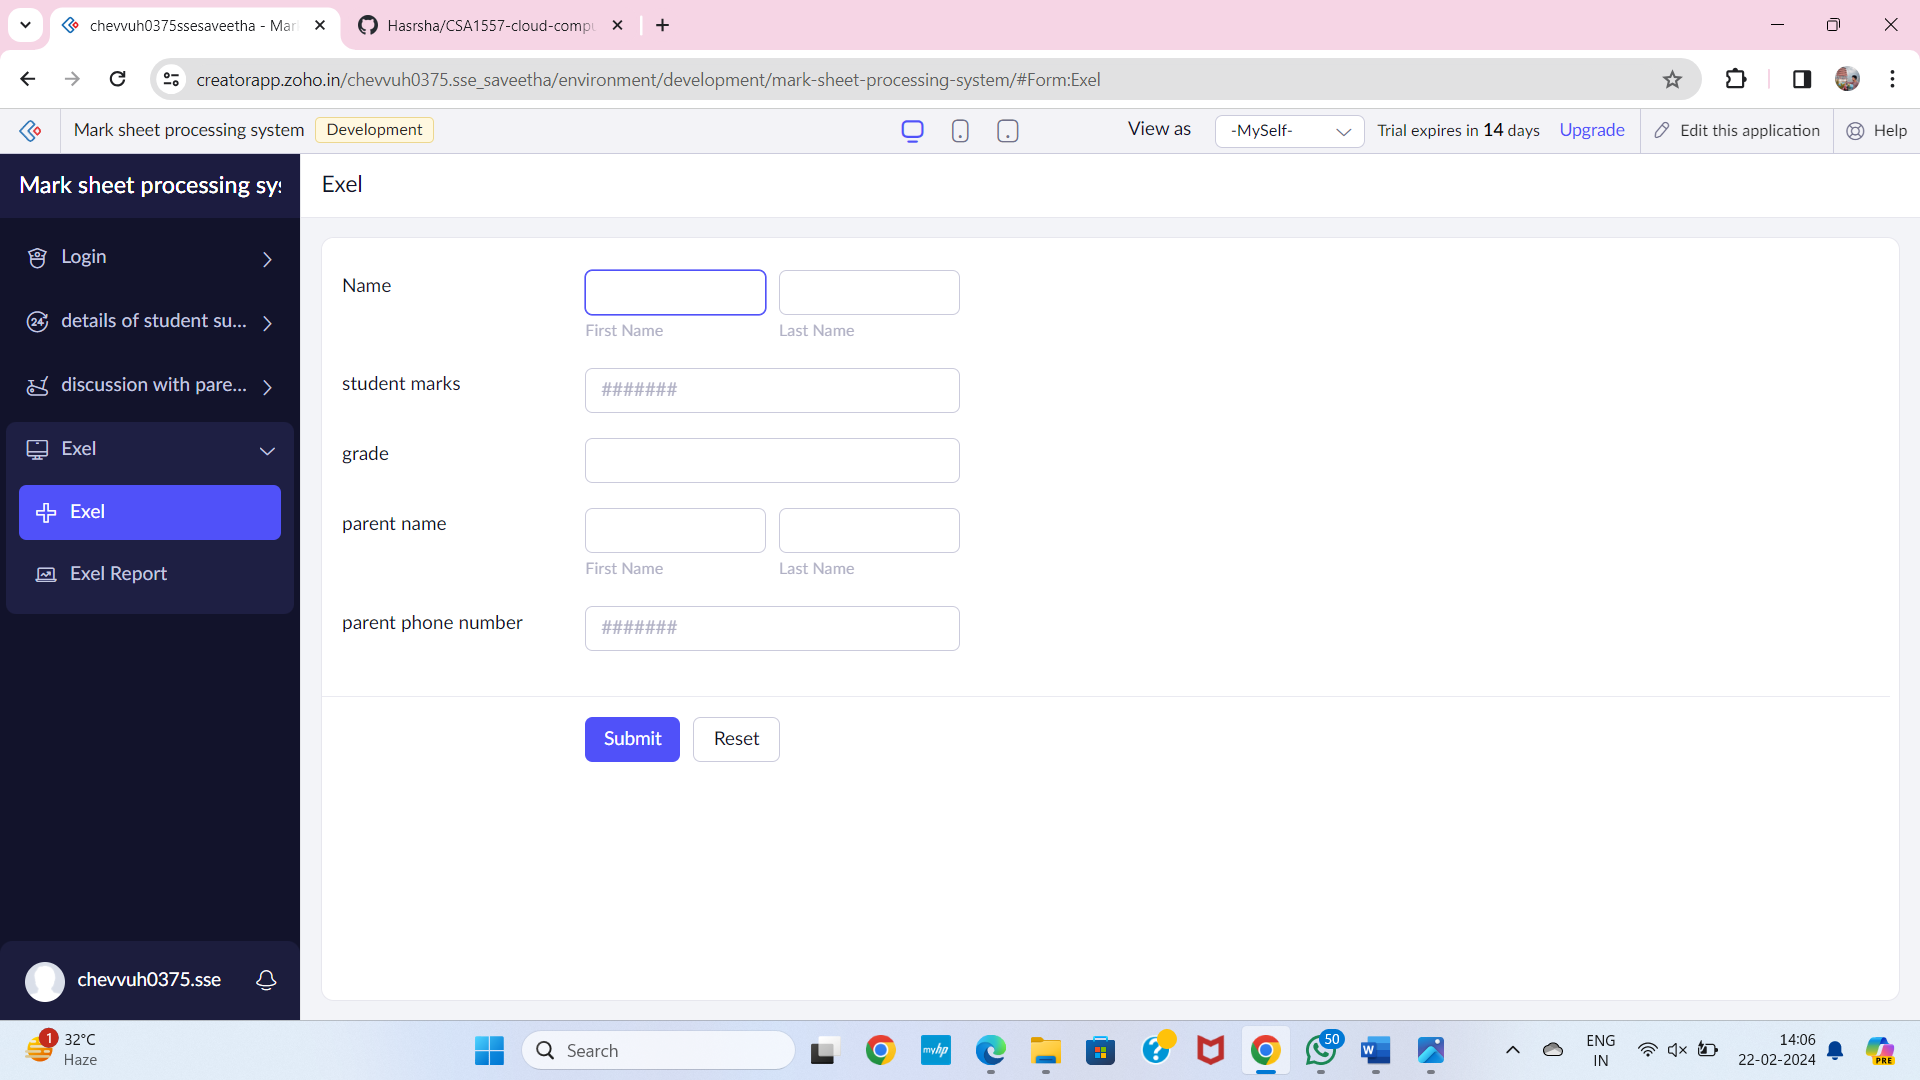 chevvuh0375ssesaveetha - Mar
Hasrsha/CSA1557-cloud-comp
creatorapp.zoho.in/chevvuh0375.sse_saveetha/environment/development/mark-sheet-processing-system/#Form:Exel
Mark sheet processing system
Development
View as
-MySelf-
Trial expires in 14 days
Upgrade
Edit this application
Help
Mark sheet processing sys
Exel
Login
details of student su...
discussion with pare...
Exel
Exel
Exel Report
Name
First Name
Last Name
student marks
#######
grade
parent name
First Name
Last Name
parent phone number
#######
Submit
Reset
chevvuh0375.sse
1
32°C
Haze
Search
myhp
50
W
ENG
IN
14:06
22-02-2024
PRE